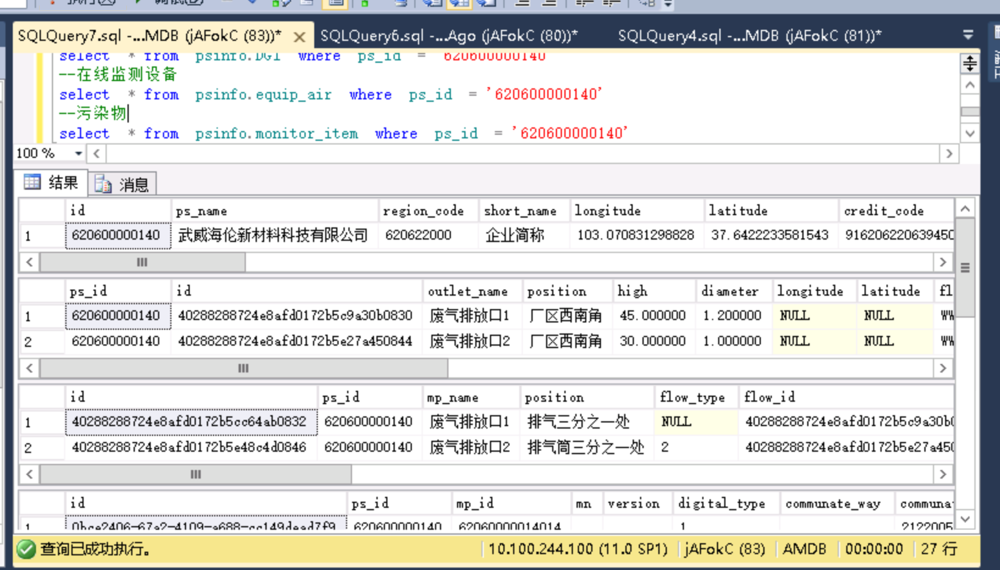 SQLQuery7.sql -...MDB (jAFokC (83))* SQLQuery6.sql -...Ago (jAFokC (80))* SQLQuery4.sql -...MDB (jAFokC (81))*
select * from psinfo.DGI where ps_id = '620600000140'
--在线监测设备
select * from psinfo.equip_air where ps_id = '620600000140'
--污染物
select * from psinfo.monitor_item where ps_id = '620600000140'
100 %
结果 消息
id ps_name region_code short_name longitude latitude credit_code
1 620600000140 武威海伦新材料科技有限公司 620622000 企业简称 103.070831298828 37.6422233581543 91620622063945C
ps_id id outlet_name position high diameter longitude latitude fl
1 620600000140 40288288724e8afd0172b5c9a30b0830 废气排放口1 厂区西南角 45.000000 1.200000 NULL NULL WW
2 620600000140 40288288724e8afd0172b5e27a450844 废气排放口2 厂区西南角 30.000000 1.000000 NULL NULL WW
id ps_id mp_name position flow_type flow_id
1 40288288724e8afd0172b5cc64ab0832 620600000140 废气排放口1 排气三分之一处 NULL 40288288724e8afd0172b5c9a30b0
2 40288288724e8afd0172b5e48c4d0846 620600000140 废气排放口2 排气筒三分之一处 2 40288288724e8afd0172b5e27a450
id ps_id mp_id mn version digital_type communate_way communa
1 0bce2406-67a2-4109-a688-cc149dead7f9 620600000140 62060000014014 1 2122005
查询已成功执行。 10.100.244.100 (11.0 SP1) jAFokC (83) AMDB 00:00:00 27 行